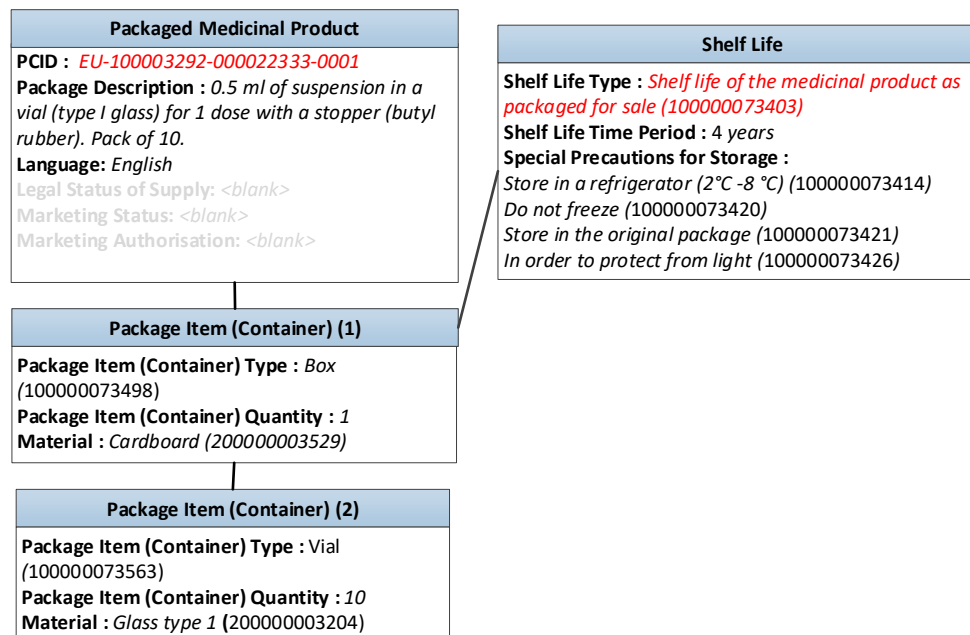 Packaged Medicinal Product
PCID : EU-100003292-000022333-0001
Package Description : 0.5 ml of suspension in a
vial (type I glass) for 1 dose with a stopper (butyl
rubber). Pack of 10.
Language: English
Legal Status of Supply: <blank>
Marketing Status: <blank>
Marketing Authorisation: <blank>
Shelf Life
Shelf Life Type : Shelf life of the medicinal product as
packaged for sale (100000073403)
Shelf Life Time Period : 4 years
Special Precautions for Storage :
Store in a refrigerator (2°C -8 °C) (100000073414)
Do not freeze (100000073420)
Store in the original package (100000073421)
In order to protect from light (100000073426)
Package Item (Container) (1)
Package Item (Container) Type : Box
(100000073498)
Package Item (Container) Quantity : 1
Material : Cardboard (200000003529)
Package Item (Container) (2)
Package Item (Container) Type : Vial
(100000073563)
Package Item (Container) Quantity : 10
Material : Glass type 1 (200000003204)